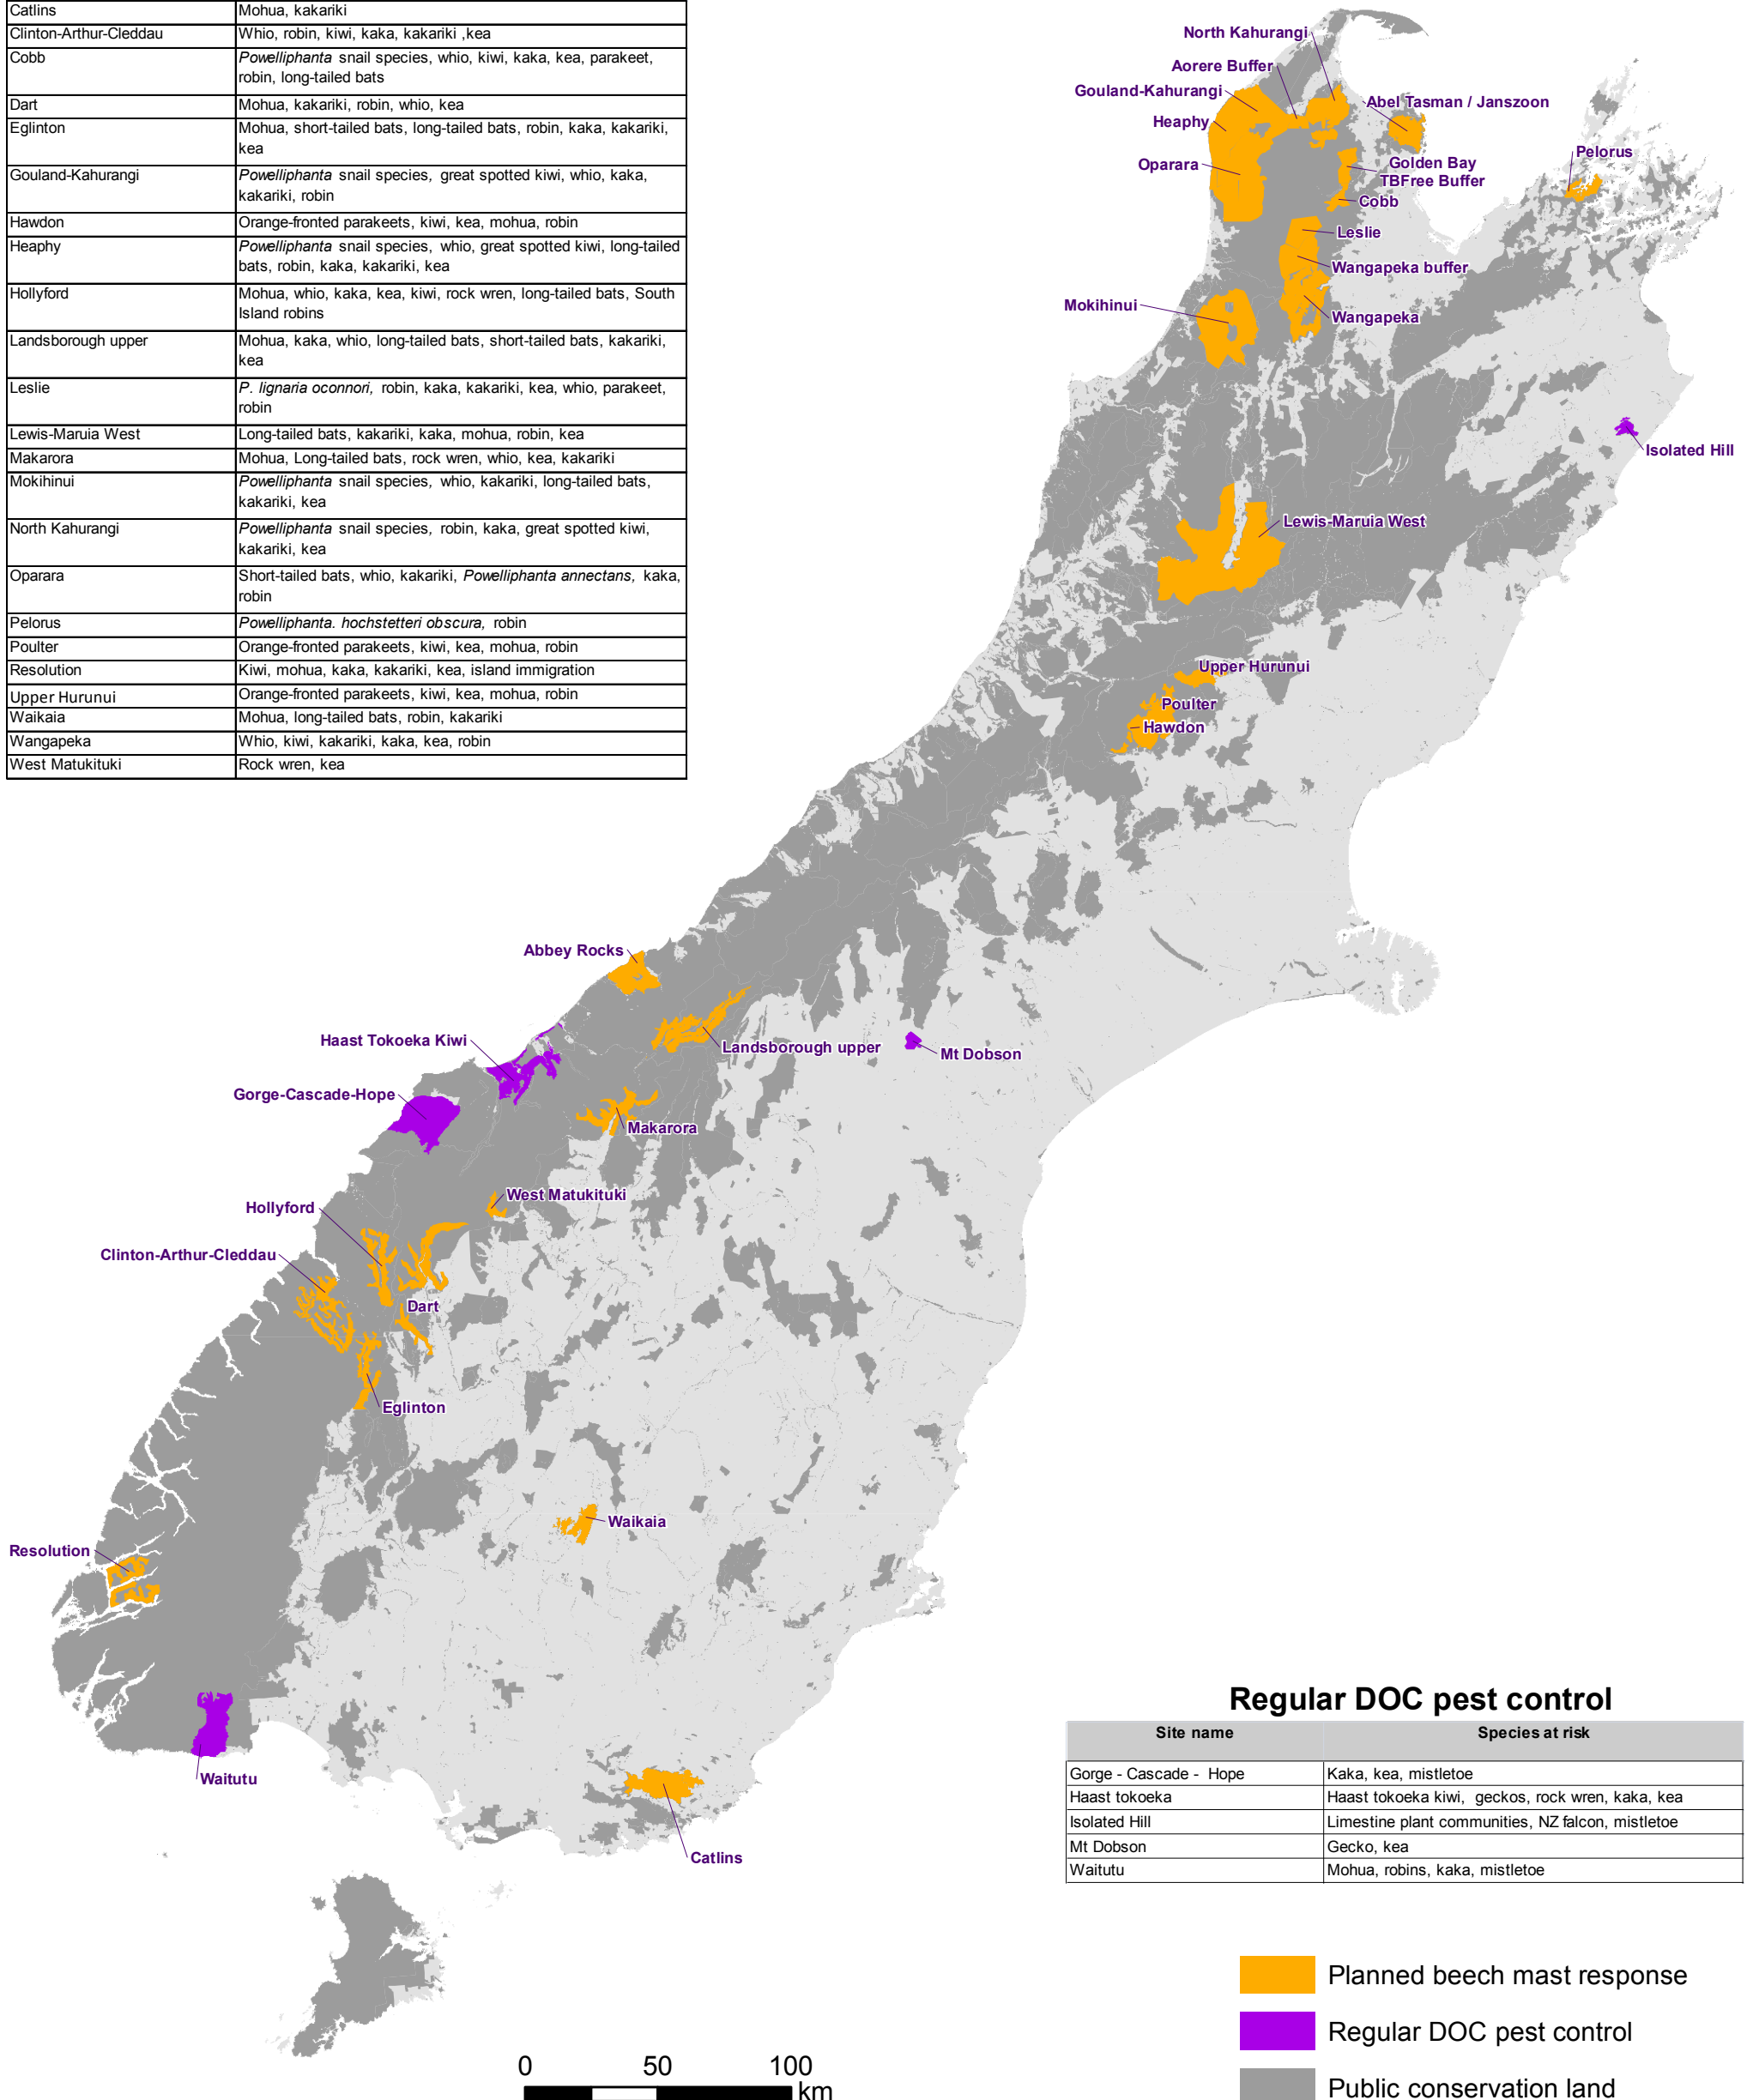 Catlins Mohua, kakariki
Clinton-Arthur-Cleddau Whio, robin, kiwi, kaka, kakariki ,kea
Cobb Powelliphanta snail species, whio, kiwi, kaka, kea, parakeet,
robin, long-tailed bats
Dart Mohua, kakariki, robin, whio, kea
Eglinton Mohua, short-tailed bats, long-tailed bats, robin, kaka, kakariki,
kea
Gouland-Kahurangi Powelliphanta snail species, great spotted kiwi, whio, kaka,
kakariki, robin
Hawdon Orange-fronted parakeets, kiwi, kea, mohua, robin
Heaphy Powelliphanta snail species, whio, great spotted kiwi, long-tailed
bats, robin, kaka, kakariki, kea
Hollyford Mohua, whio, kaka, kea, kiwi, rock wren, long-tailed bats, South
Island robins
Landsborough upper Mohua, kaka, whio, long-tailed bats, short-tailed bats, kakariki,
kea
Leslie P. lignaria oconnori, robin, kaka, kakariki, kea, whio, parakeet,
robin
Lewis-Maruia West Long-tailed bats, kakariki, kaka, mohua, robin, kea
Makarora Mohua, Long-tailed bats, rock wren, whio, kea, kakariki
Mokihinui Powelliphanta snail species, whio, kakariki, long-tailed bats,
kakariki, kea
North Kahurangi Powelliphanta snail species, robin, kaka, great spotted kiwi,
kakariki, kea
Oparara Short-tailed bats, whio, kakariki, Powelliphanta annectans, kaka,
robin
Pelorus Powelliphanta. hochstetteri obscura, robin
Poulter Orange-fronted parakeets, kiwi, kea, mohua, robin
Resolution Kiwi, mohua, kaka, kakariki, kea, island immigration
Upper Hurunui Orange-fronted parakeets, kiwi, kea, mohua, robin
Waikaia Mohua, long-tailed bats, robin, kakariki
Wangapeka Whio, kiwi, kakariki, kaka, kea, robin
West Matukituki Rock wren, kea
North Kahurangi
Aorere Buffer
Gouland-Kahurangi
Abel Tasman / Janszoon
Heaphy
Pelorus
Oparara
Golden Bay
TBFree Buffer
Cobb
Leslie
Wangapeka buffer
Mokihinui
Wangapeka
Isolated Hill
Lewis-Maruia West
Upper Hurunui
Poulter
Hawdon
Abbey Rocks
Haast Tokoeka Kiwi
Landsborough upper
Mt Dobson
Gorge-Cascade-Hope
Makarora
West Matukituki
Hollyford
Clinton-Arthur-Cleddau
Dart
Eglinton
Waikaia
Resolution
Waitutu
Catlins
Regular DOC pest control
Site name Species at risk
Gorge - Cascade - Hope Kaka, kea, mistletoe
Haast tokoeka Haast tokoeka kiwi, geckos, rock wren, kaka, kea
Isolated Hill Limestine plant communities, NZ falcon, mistletoe
Mt Dobson Gecko, kea
Waitutu Mohua, robins, kaka, mistletoe
Planned beech mast response
Regular DOC pest control
Public conservation land
0 50 100
km